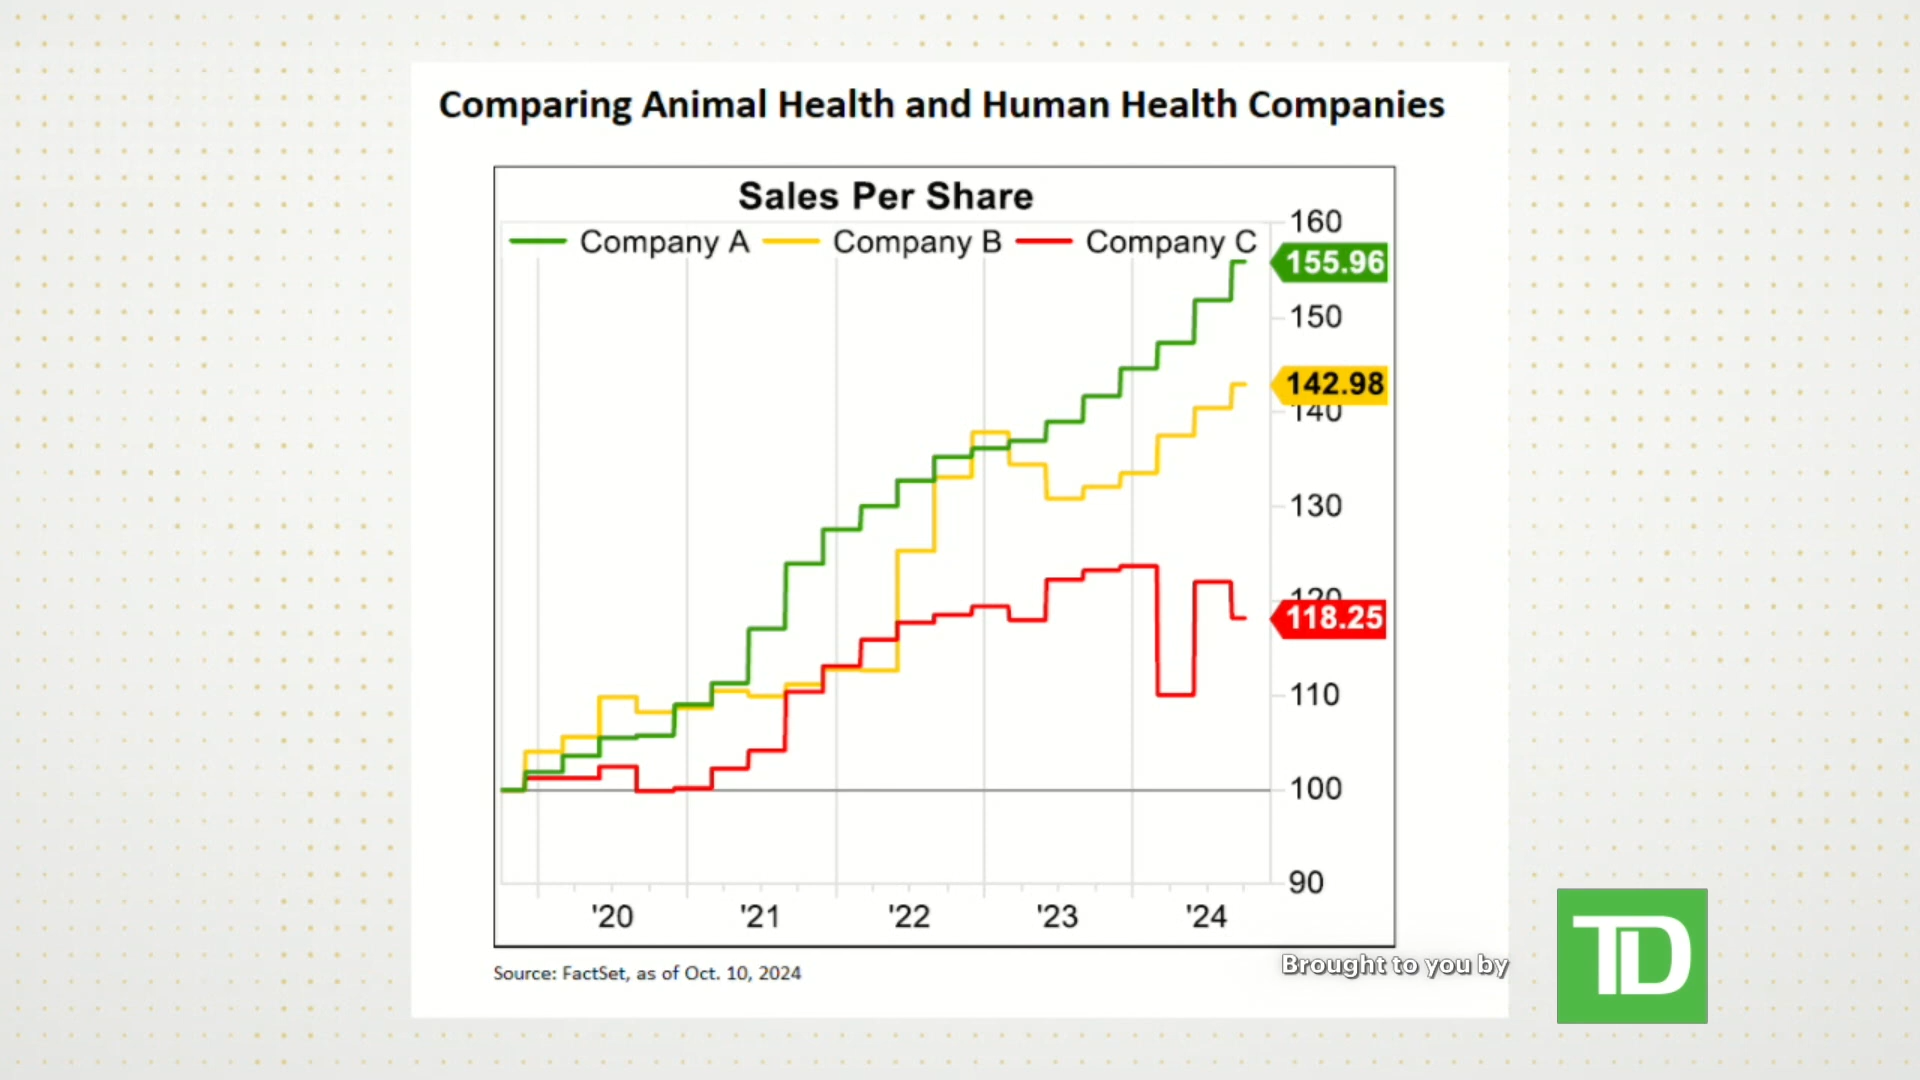 Comparing Animal Health and Human Health Companies
Sales Per Share
Company A Company B Company C
160
155.96
150
142.98
140
130
120
118.25
110
100
90
'20 '21 '22 '23 '24
Source: FactSet, as of Oct. 10, 2024
Brought to you by
TD